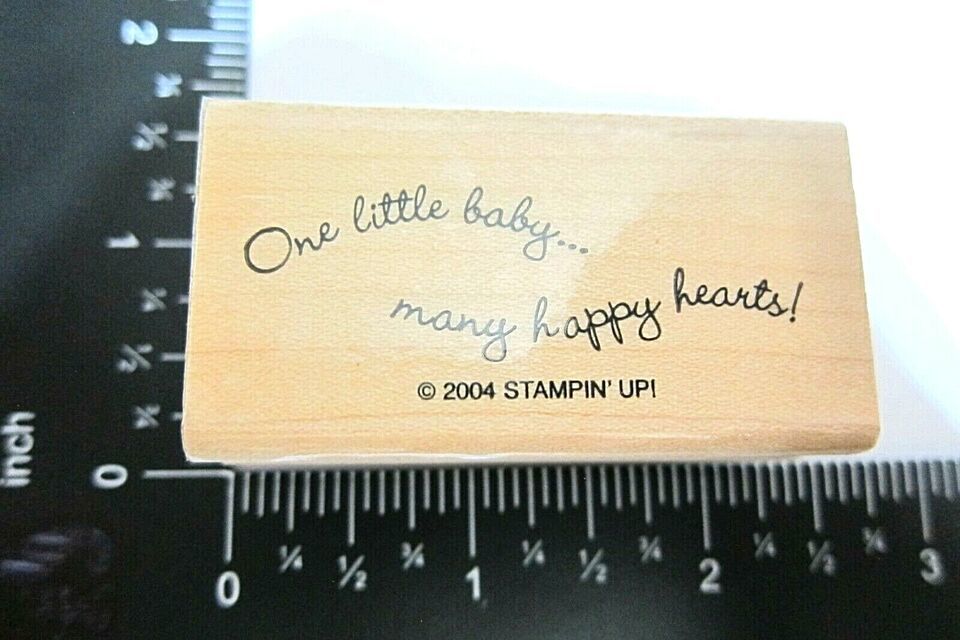 One little baby...
many happy hearts!
© 2004 STAMPIN' UP!
inch
2
¾
½
¼
1
¾
½
¼
0
0 ¼ ½ ¾ 1 ¼ ½ ¾ 2 ¼ ½ ¾ 3